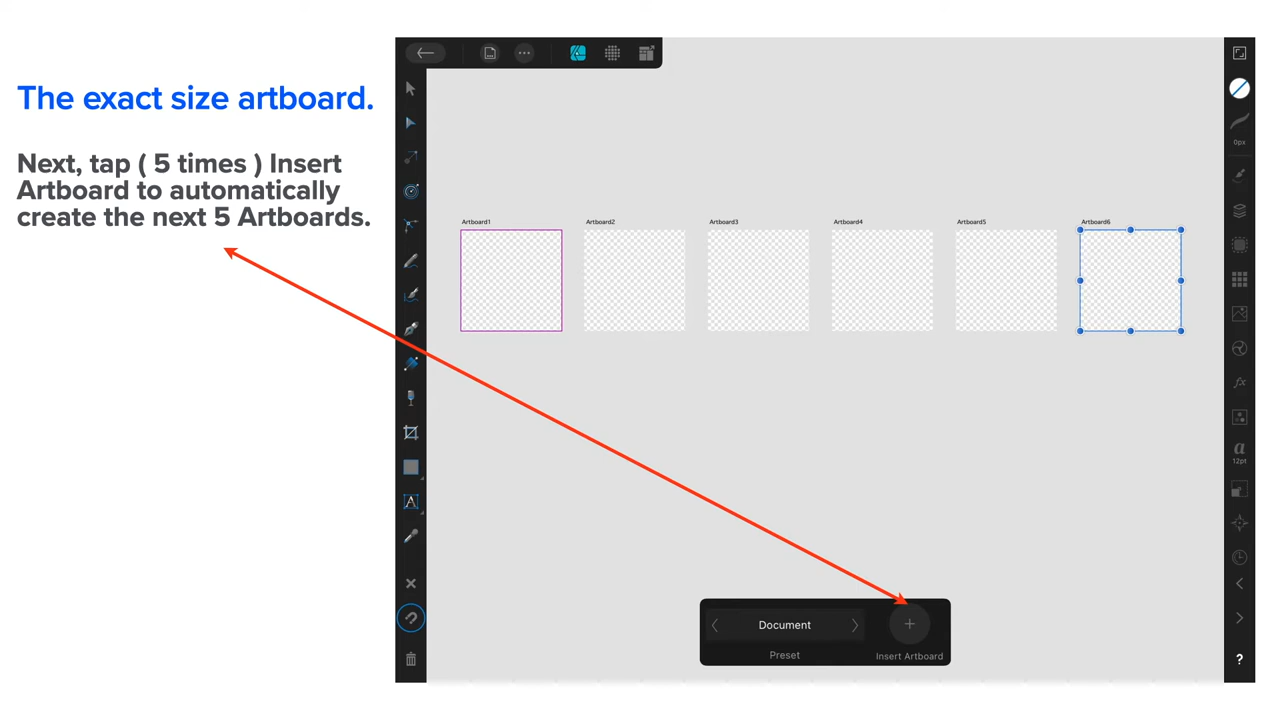 The exact size artboard.
Next, tap ( 5 times ) Insert
Artboard to automatically
create the next 5 Artboards.
Artboard1
Artboard2
Artboard3
Artboard4
Artboard5
Artboard6
0px
fx
a
12pt
A
Document
Preset
Insert Artboard
?